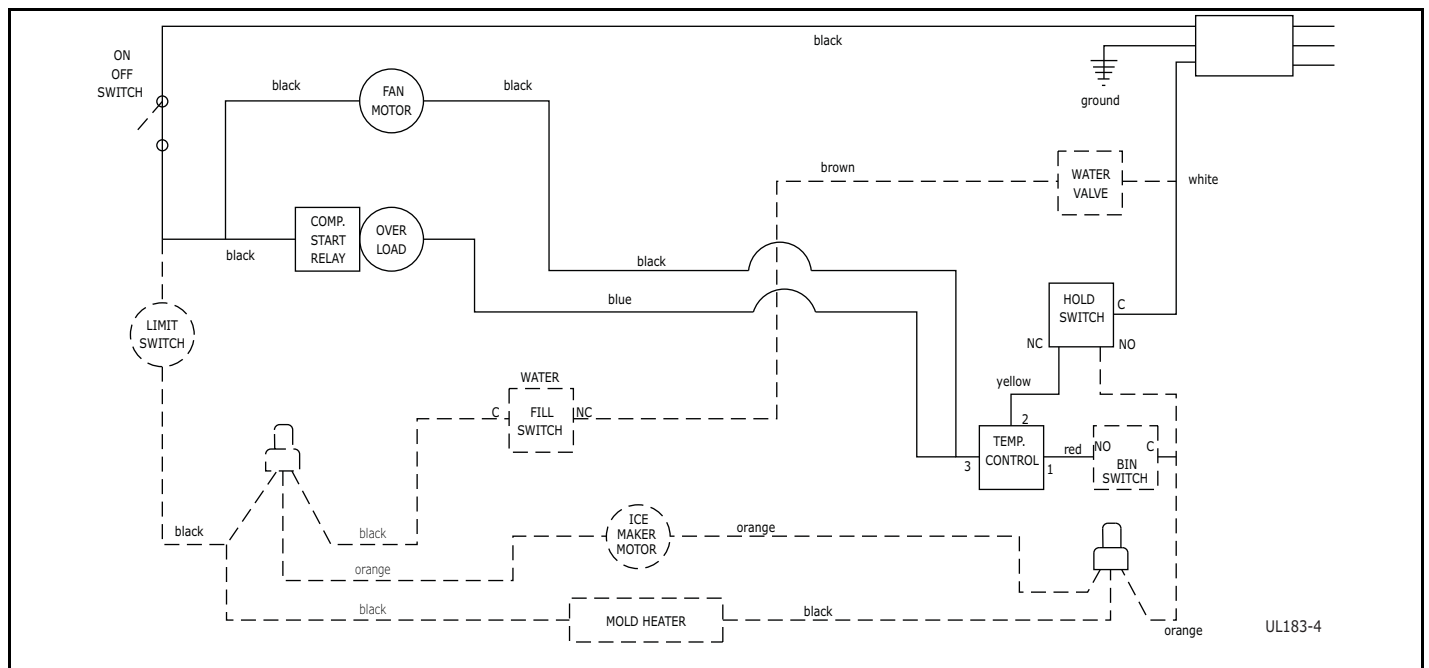 black
ON
OFF
SWITCH
black
FAN
MOTOR
black
ground
brown
WATER
VALVE
white
COMP.
START
RELAY
OVER
LOAD
black
black
blue
HOLD
SWITCH
C
NC
NO
LIMIT
SWITCH
yellow
WATER
C
FILL
SWITCH
NC
2
TEMP.
CONTROL
3
1
red
NO
C
BIN
SWITCH
black
black
orange
ICE
MAKER
MOTOR
orange
black
MOLD HEATER
black
orange
UL183-4